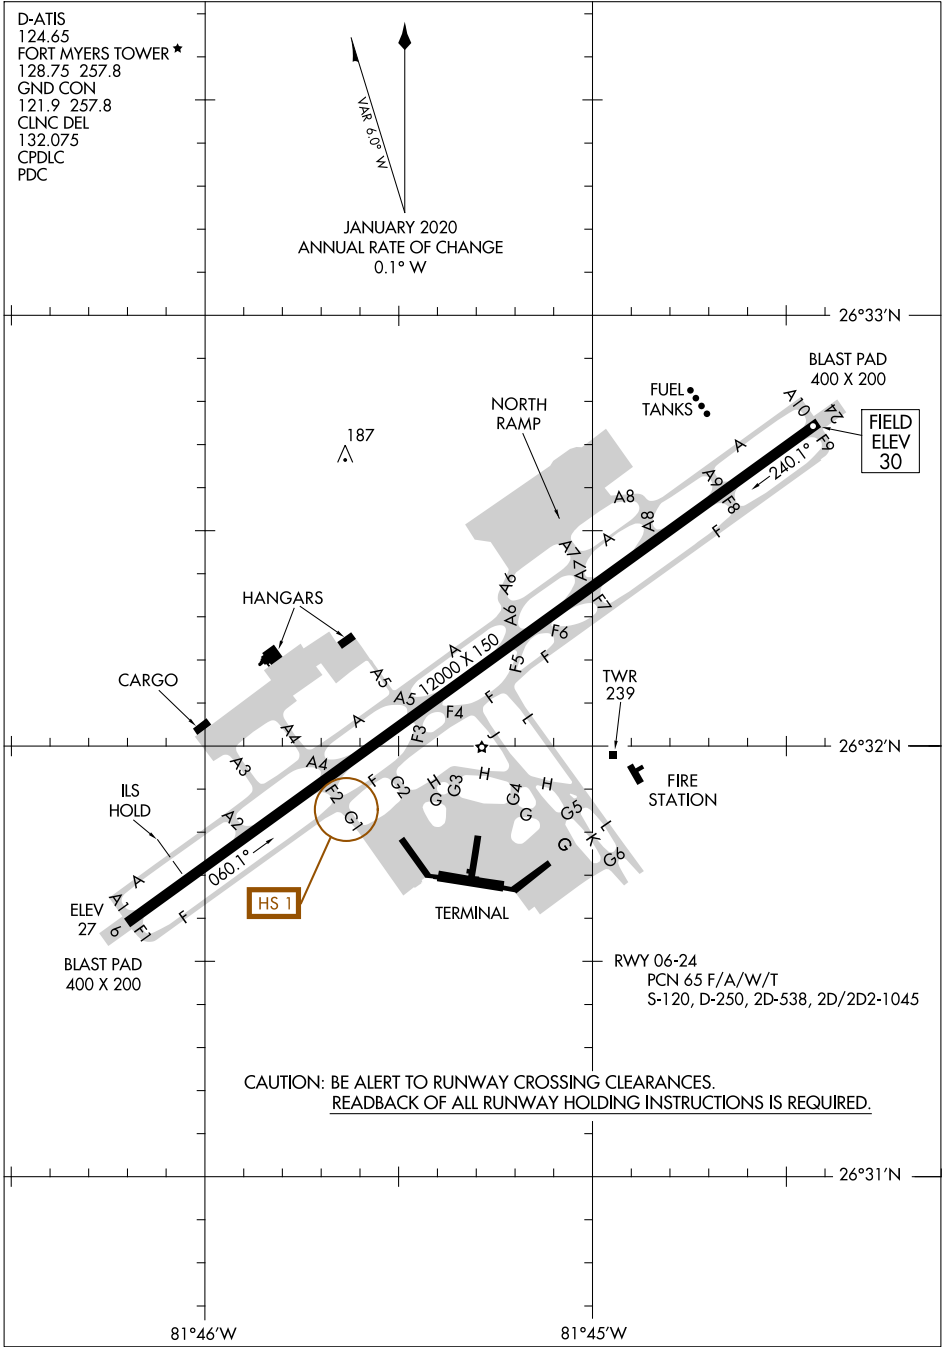 D-ATIS
124.65
FORT MYERS TOWER ★
128.75 257.8
GND CON
121.9 257.8
CLNC DEL
132.075
CPDLC
PDC
VAR 6.0° W
JANUARY 2020
ANNUAL RATE OF CHANGE
0.1° W
26°33'N
BLAST PAD
400 X 200
FUEL
TANKS
NORTH
RAMP
A10
24
FIELD
ELEV
30
F9
187
A
240.1°
A9
F8
A8
A8
F
A
A7
A7
A6
A6
F7
HANGARS
F6
A
12000 X 150
F5
F
CARGO
A5
A5
TWR
239
F
F4
L
A
A4
F3
J
26°32'N
A3
A4
H
FIRE
STATION
ILS
HOLD
F
F2
G2
H
G
G3
G4
H
G
G5
L
A2
G1
K
G
G6
060.1°
A
A1
HS 1
ELEV
27
F
6
F1
TERMINAL
BLAST PAD
400 X 200
RWY 06-24
PCN 65 F/A/W/T
S-120, D-250, 2D-538, 2D/2D2-1045
CAUTION: BE ALERT TO RUNWAY CROSSING CLEARANCES.
READBACK OF ALL RUNWAY HOLDING INSTRUCTIONS IS REQUIRED.
26°31'N
81°46'W
81°45'W